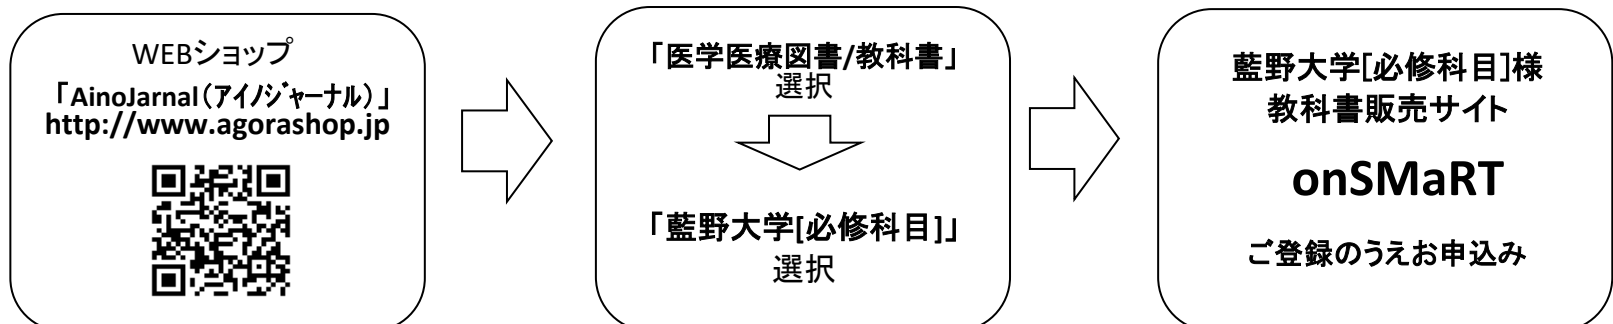 WEBショップ
「AinoJarnal(アイノジャーナル)」
http://www.agorashop.jp
「医学医療図書/教科書」
選択
「藍野大学[必修科目]」
選択
藍野大学[必修科目]様
教科書販売サイト
onSMaRT
ご登録のうえお申込み